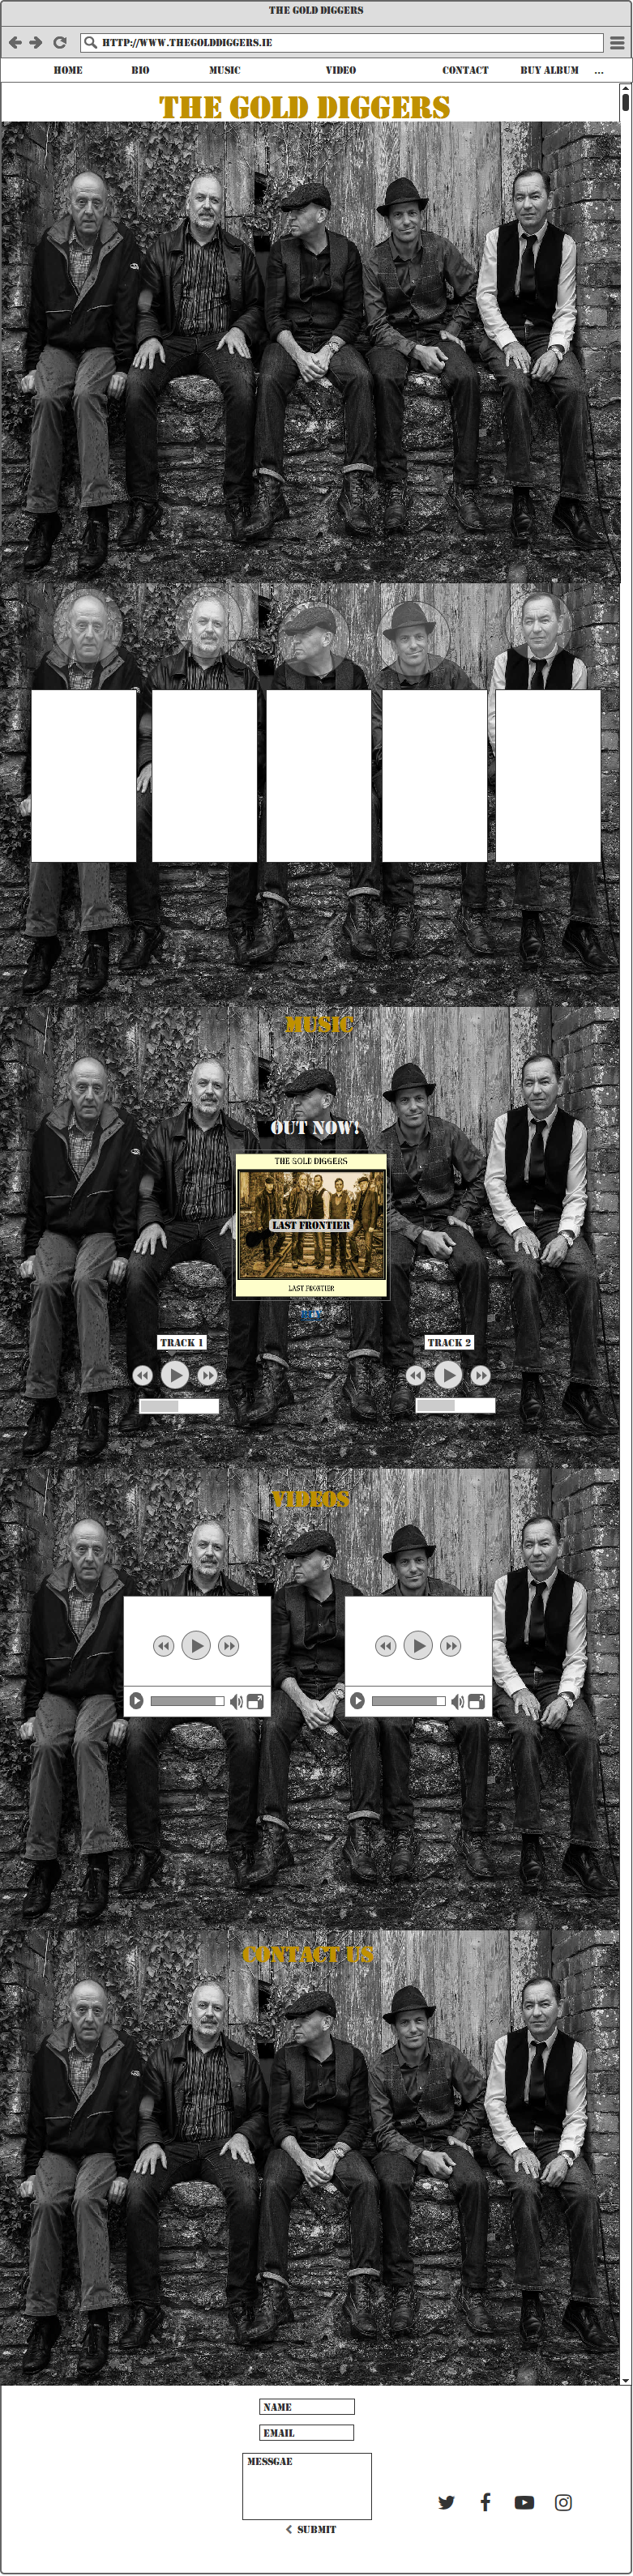 THE GOLD DIGGERS
HTTP://WWW.THEGOLDDIGGERS.IE
HOME BIO MUSIC VIDEO CONTACT BUY ALBUM ...
THE GOLD DIGGERS
MUSIC
OUT NOW!
THE GOLD DIGGERS
LAST FRONTIER
LAST FRONTIER
TRACK 1 TRACK 2
VIDEOS
CONTACT US
NAME
EMAIL
MESSGAE
SUBMIT